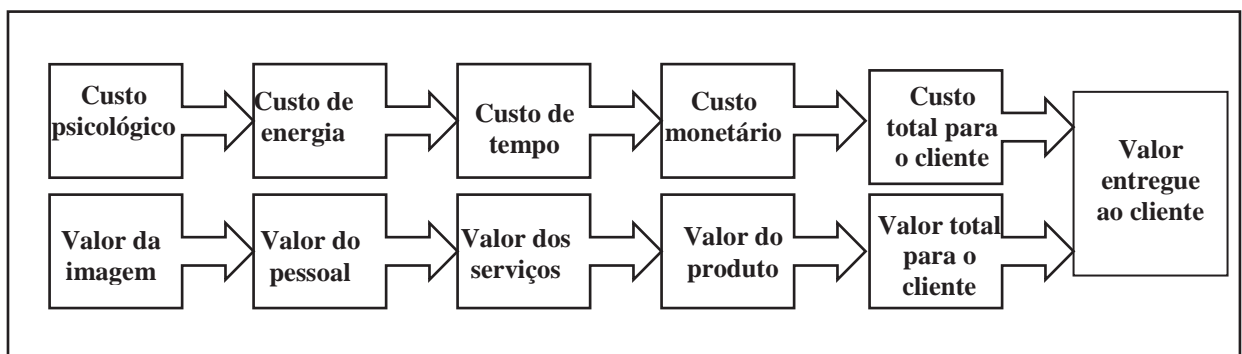 Custo
psicológico
Custo de
energia
Custo de
tempo
Custo
monetário
Custo
total para
o cliente
Valor
entregue
ao cliente
Valor da
imagem
Valor do
pessoal
Valor dos
serviços
Valor do
produto
Valor total
para o
cliente